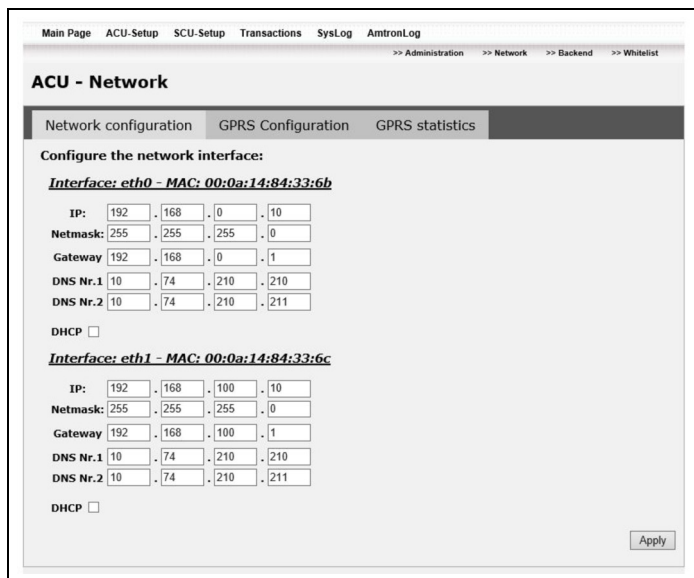 Main Page ACU-Setup SCU-Setup Transactions SysLog AmtronLog
>> Administration >> Network >> Backend >> Whitelist
ACU - Network
Network configuration GPRS Configuration GPRS statistics
Configure the network interface:
Interface: eth0 - MAC: 00:0a:14:84:33:6b
IP: 192 . 168 . 0 . 10
Netmask: 255 . 255 . 255 . 0
Gateway 192 . 168 . 0 . 1
DNS Nr.1 10 . 74 . 210 . 210
DNS Nr.2 10 . 74 . 210 . 211
DHCP
Interface: eth1 - MAC: 00:0a:14:84:33:6c
IP: 192 . 168 . 100 . 10
Netmask: 255 . 255 . 255 . 0
Gateway 192 . 168 . 100 . 1
DNS Nr.1 10 . 74 . 210 . 210
DNS Nr.2 10 . 74 . 210 . 211
DHCP
Apply